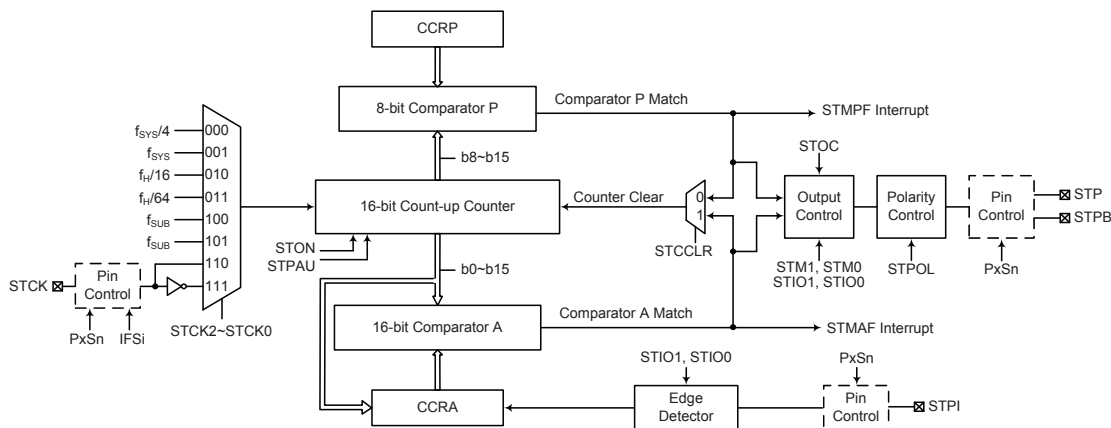 CCRP
8-bit Comparator P
Comparator P Match
STMPF Interrupt
b8~b15
fSYS/4
000
fSYS
001
fH/16
010
fH/64
011
fSUB
100
fSUB
101
110
111
STCK
Pin
Control
PxSn
IFSi
STCK2~STCK0
16-bit Count-up Counter
STON
STPAU
Counter Clear
0
1
STCCLR
STOC
Output
Control
STM1, STM0
STIO1, STIO0
Polarity
Control
STPOL
Pin
Control
PxSn
STP
STPB
b0~b15
16-bit Comparator A
Comparator A Match
STMAF Interrupt
CCRA
STIO1, STIO0
Edge
Detector
PxSn
Pin
Control
STPI